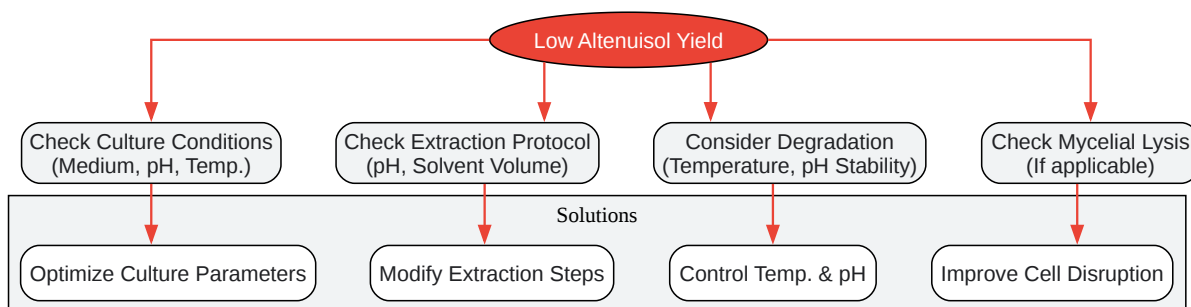 Low Altenuisol Yield
Check Culture Conditions
(Medium, pH, Temp.)
Check Extraction Protocol
(pH, Solvent Volume)
Consider Degradation
(Temperature, pH Stability)
Check Mycelial Lysis
(If applicable)
Solutions
Optimize Culture Parameters
Modify Extraction Steps
Control Temp. & pH
Improve Cell Disruption